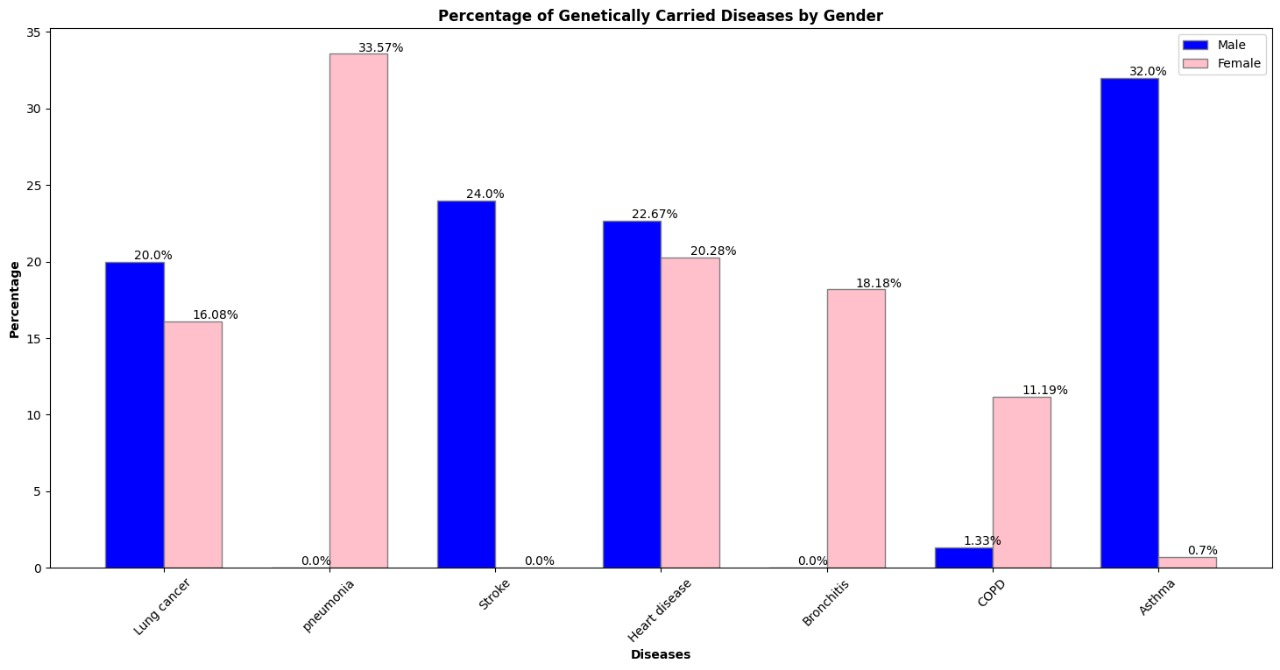 Percentage of Genetically Carried Diseases by Gender
Male
Female
Percentage
35
30
25
20
15
10
5
0
20.0%
16.08%
0.0%
33.57%
24.0%
0.0%
22.67%
20.28%
0.0%
18.18%
1.33%
11.19%
32.0%
0.7%
Lung cancer
pneumonia
Stroke
Heart disease
Bronchitis
COPD
Asthma
Diseases